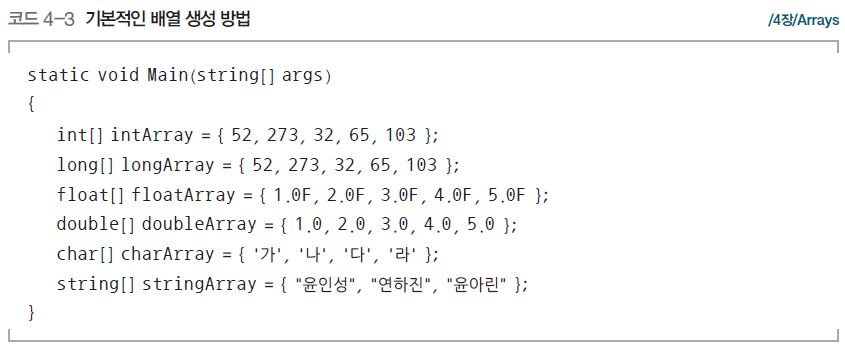 코드 4-3 기본적인 배열 생성 방법 /4장/Arrays
static void Main(string[] args)
{
int[] intArray = { 52, 273, 32, 65, 103 };
long[] longArray = { 52, 273, 32, 65, 103 };
float[] floatArray = { 1.0F, 2.0F, 3.0F, 4.0F, 5.0F };
double[] doubleArray = { 1.0, 2.0, 3.0, 4.0, 5.0 };
char[] charArray = { '가', '나', '다', '라' };
string[] stringArray = { "윤인성", "연하진", "윤아린" };
}